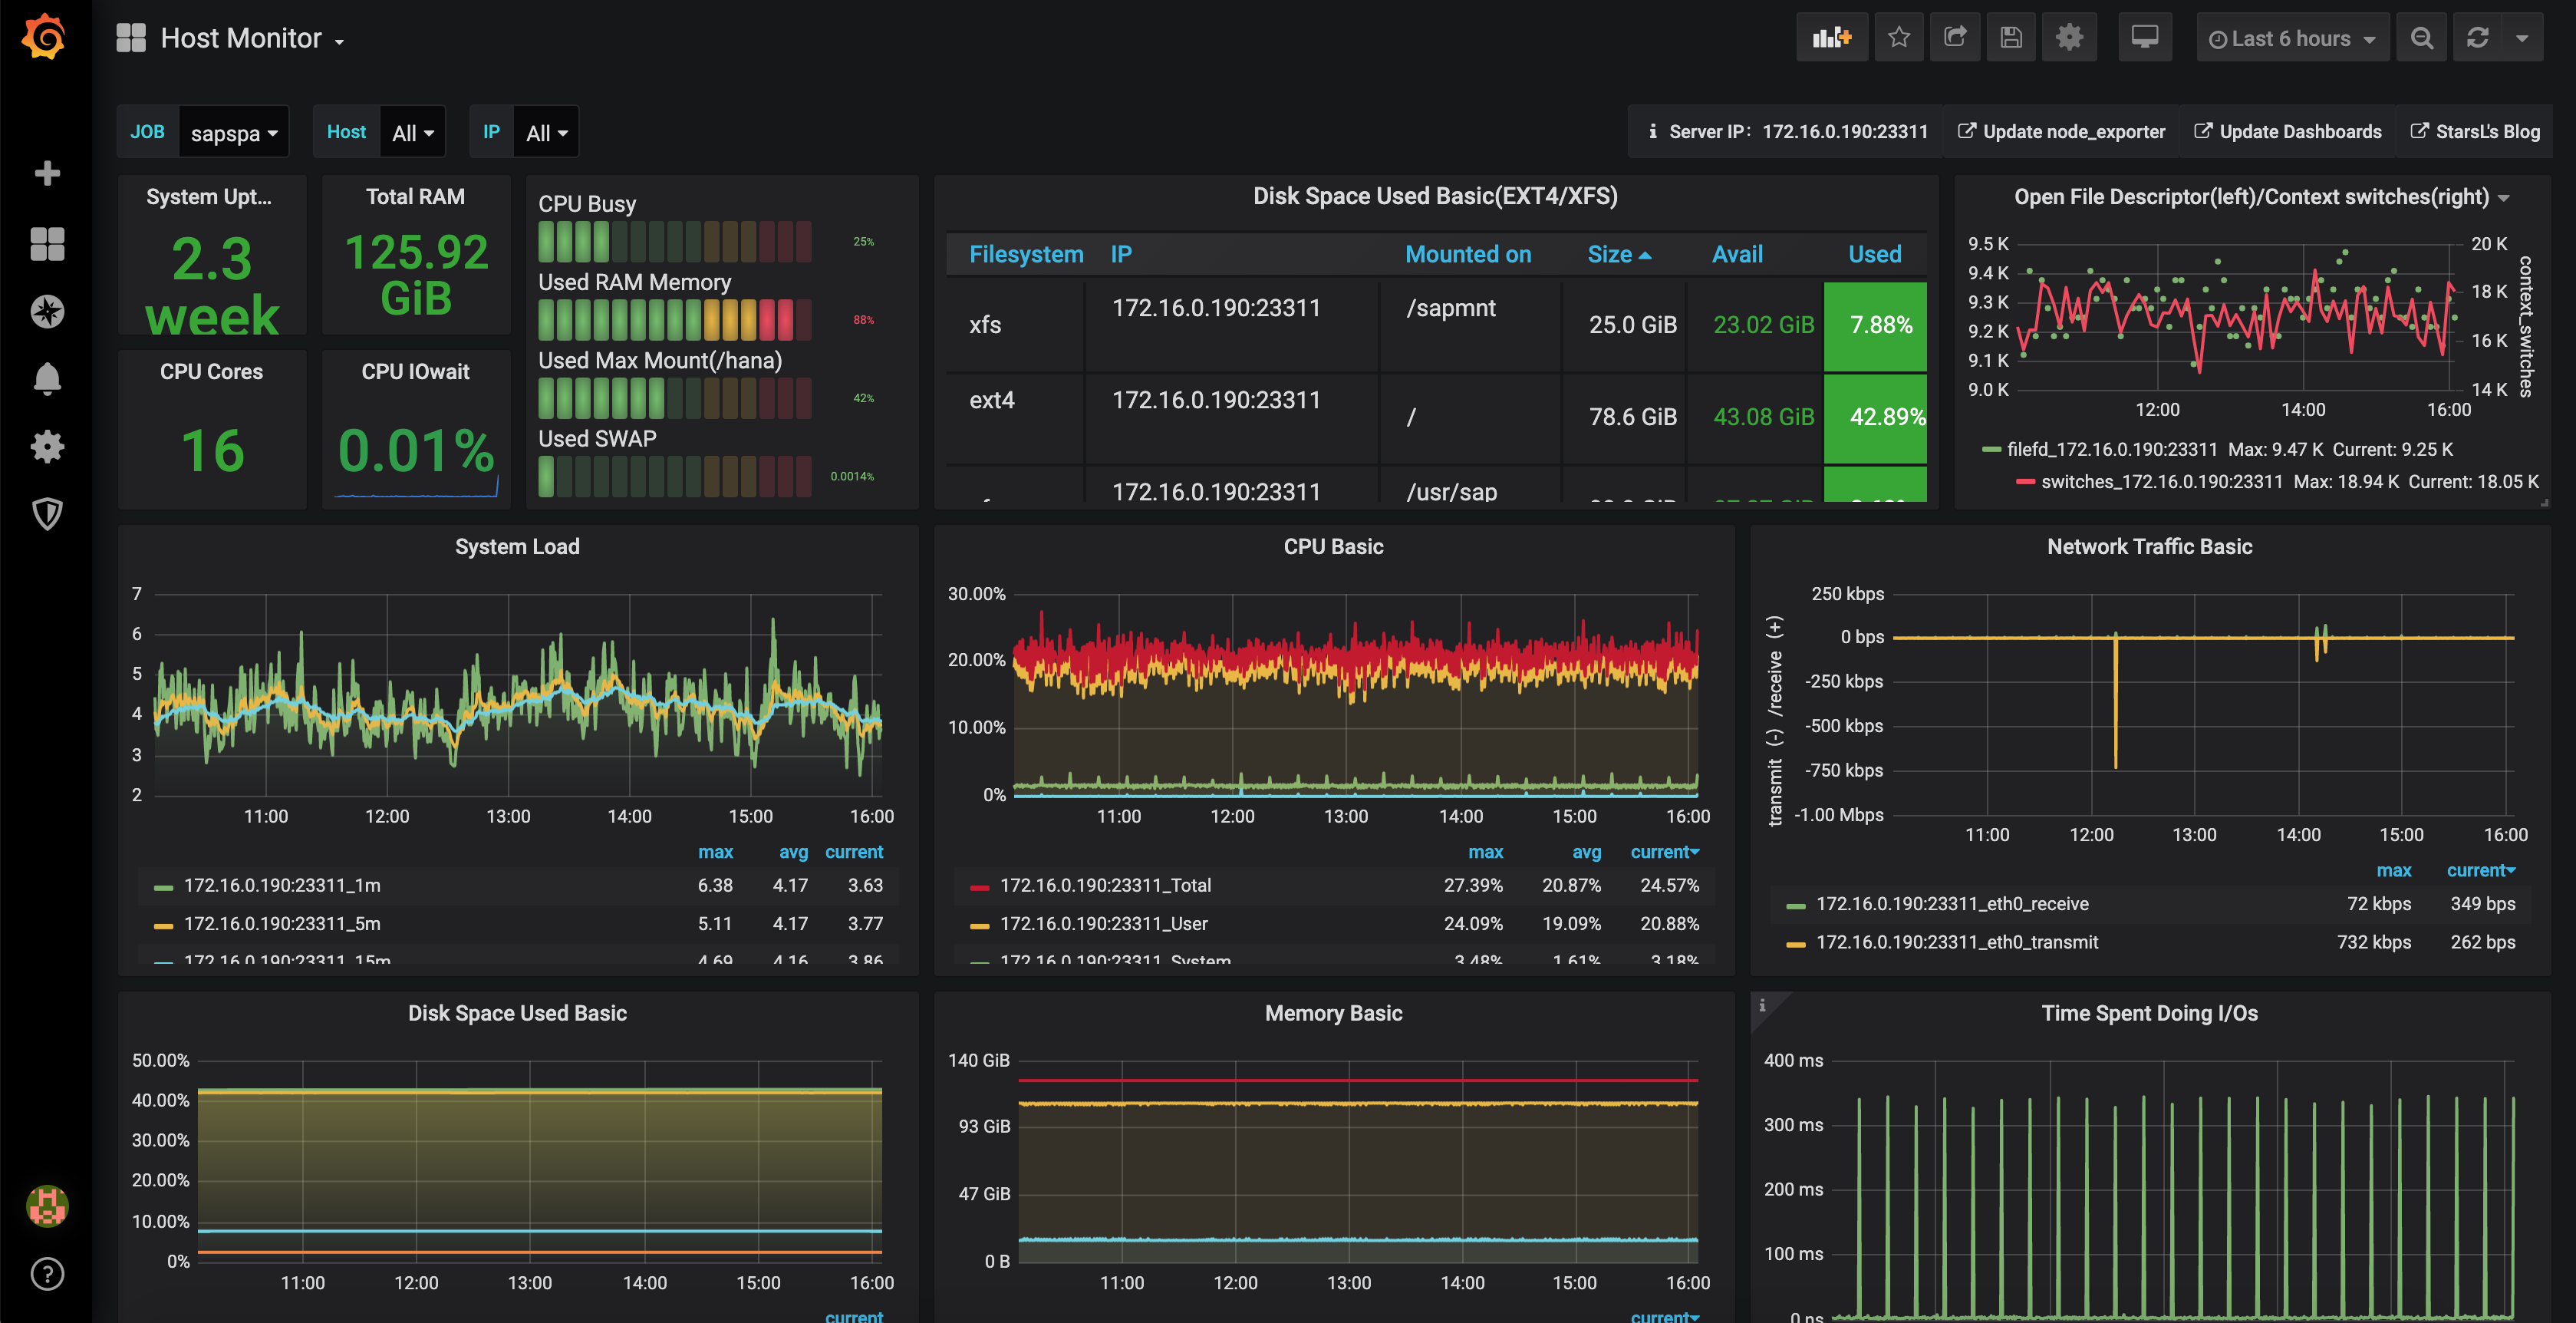 Host Monitor
Last 6 hours
JOB sapspa Host All IP All
Server IP: 172.16.0.190:23311 Update node_exporter Update Dashboards StarsL's Blog
System Upt...
2.3
week
Total RAM
125.92
GiB
CPU Cores
16
CPU IOwait
0.01%
CPU Busy
25%
Used RAM Memory
88%
Used Max Mount(/hana)
42%
Used SWAP
0.0014%
Disk Space Used Basic(EXT4/XFS)
Filesystem IP Mounted on Size Avail Used
xfs 172.16.0.190:23311 /sapmnt 25.0 GiB 23.02 GiB 7.88%
ext4 172.16.0.190:23311 / 78.6 GiB 43.08 GiB 42.89%
172.16.0.190:23311 /usr/sap
Open File Descriptor(left)/Context switches(right)
9.5 K
9.4 K
9.3 K
9.2 K
9.1 K
9.0 K
20 K
18 K
16 K
14 K
context_switches
12:00 14:00 16:00
filefd_172.16.0.190:23311 Max: 9.47 K Current: 9.25 K
switches_172.16.0.190:23311 Max: 18.94 K Current: 18.05 K
System Load
7
6
5
4
3
2
11:00 12:00 13:00 14:00 15:00 16:00
max avg current
172.16.0.190:23311_1m 6.38 4.17 3.63
172.16.0.190:23311_5m 5.11 4.17 3.77
172.16.0.190:23311_15m 4.69 4.16 3.86
CPU Basic
30.00%
20.00%
10.00%
0%
11:00 12:00 13:00 14:00 15:00 16:00
max avg current
172.16.0.190:23311_Total 27.39% 20.87% 24.57%
172.16.0.190:23311_User 24.09% 19.09% 20.88%
172.16.0.190:23311_System 3.48% 1.61% 3.18%
Network Traffic Basic
transmit (-) /receive (+)
250 kbps
0 bps
-250 kbps
-500 kbps
-750 kbps
-1.00 Mbps
11:00 12:00 13:00 14:00 15:00 16:00
max current
172.16.0.190:23311_eth0_receive 72 kbps 349 bps
172.16.0.190:23311_eth0_transmit 732 kbps 262 bps
Disk Space Used Basic
50.00%
40.00%
30.00%
20.00%
10.00%
0%
11:00 12:00 13:00 14:00 15:00 16:00
current
Memory Basic
140 GiB
93 GiB
47 GiB
0 B
11:00 12:00 13:00 14:00 15:00 16:00
current
Time Spent Doing I/Os
400 ms
300 ms
200 ms
100 ms
0 ns